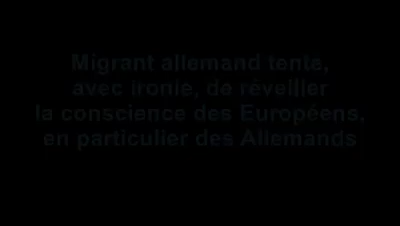 Migrant allemand tente,
avec ironie, de réveiller
la conscience des Européens,
en particulier des Allemands